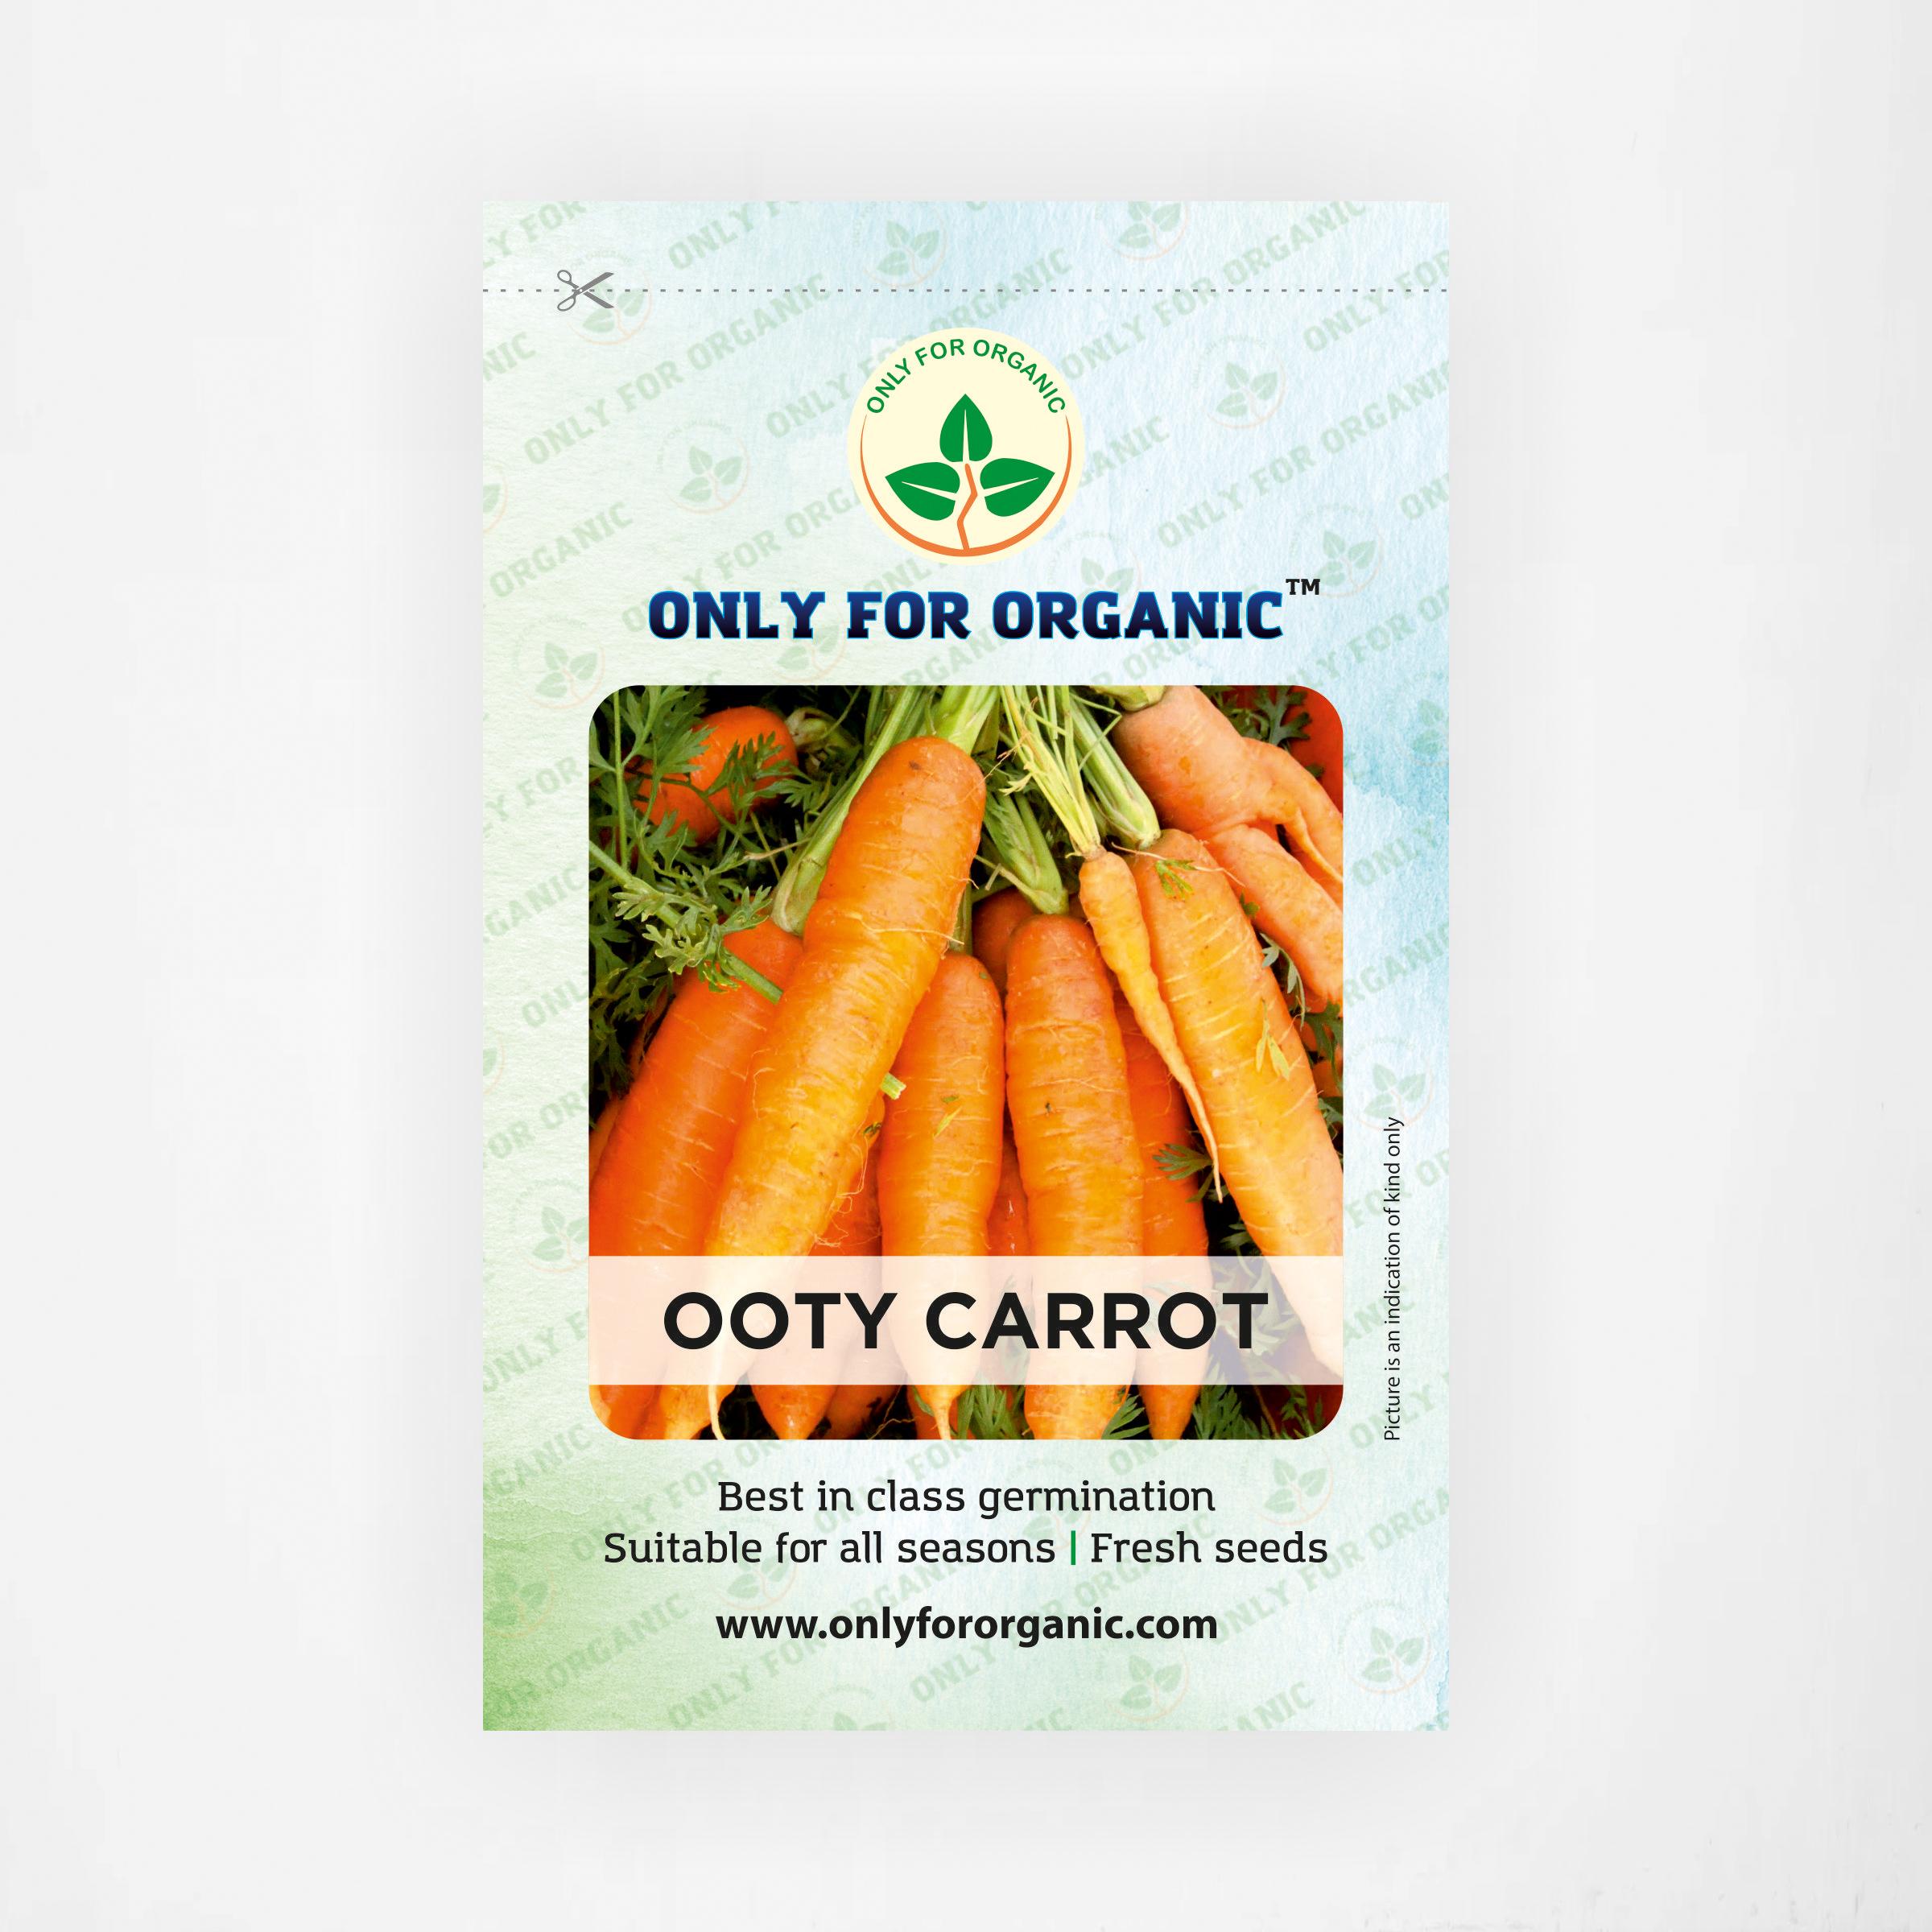 ONLY FOR ORGANIC
ONLY FOR ORGANIC™
OOTY CARROT
Picture is an indication of kind only
Best in class germination
Suitable for all seasons | Fresh seeds
www.onlyfororganic.com